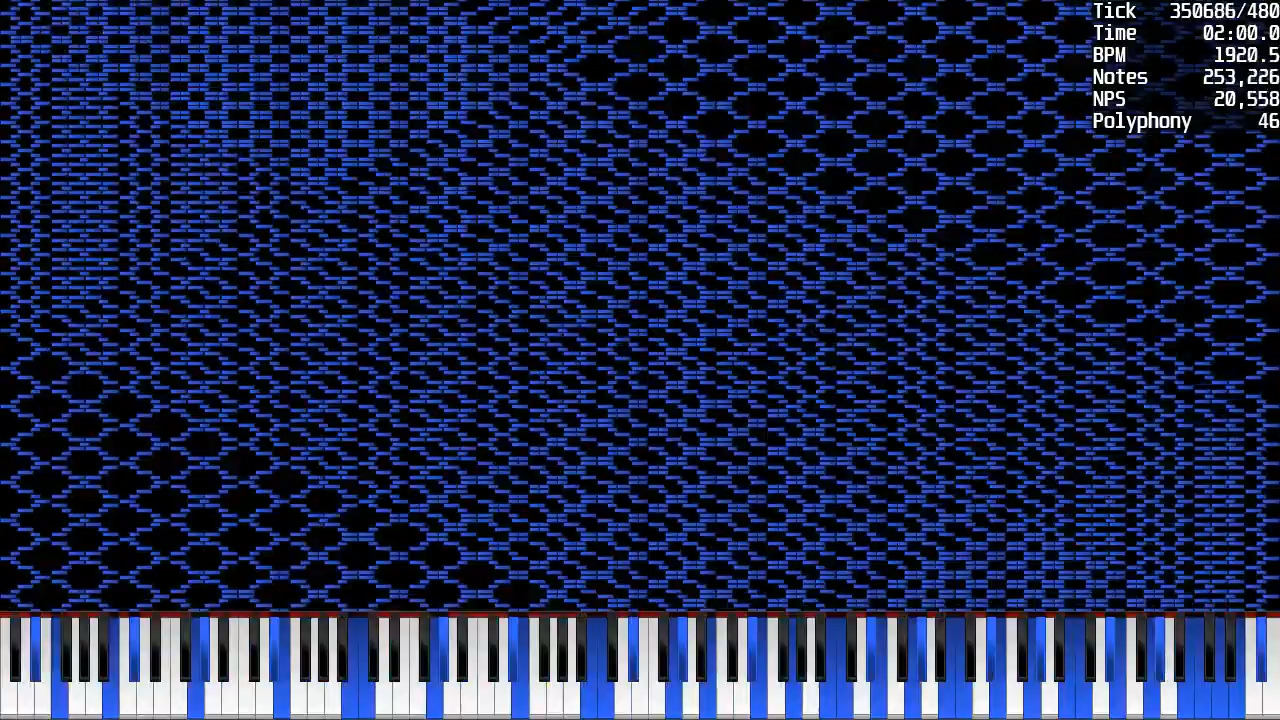 Tick 350686/480
Time 02:00.0
BPM 1920.5
Notes 253,226
NPS 20,558
Polyphony 46